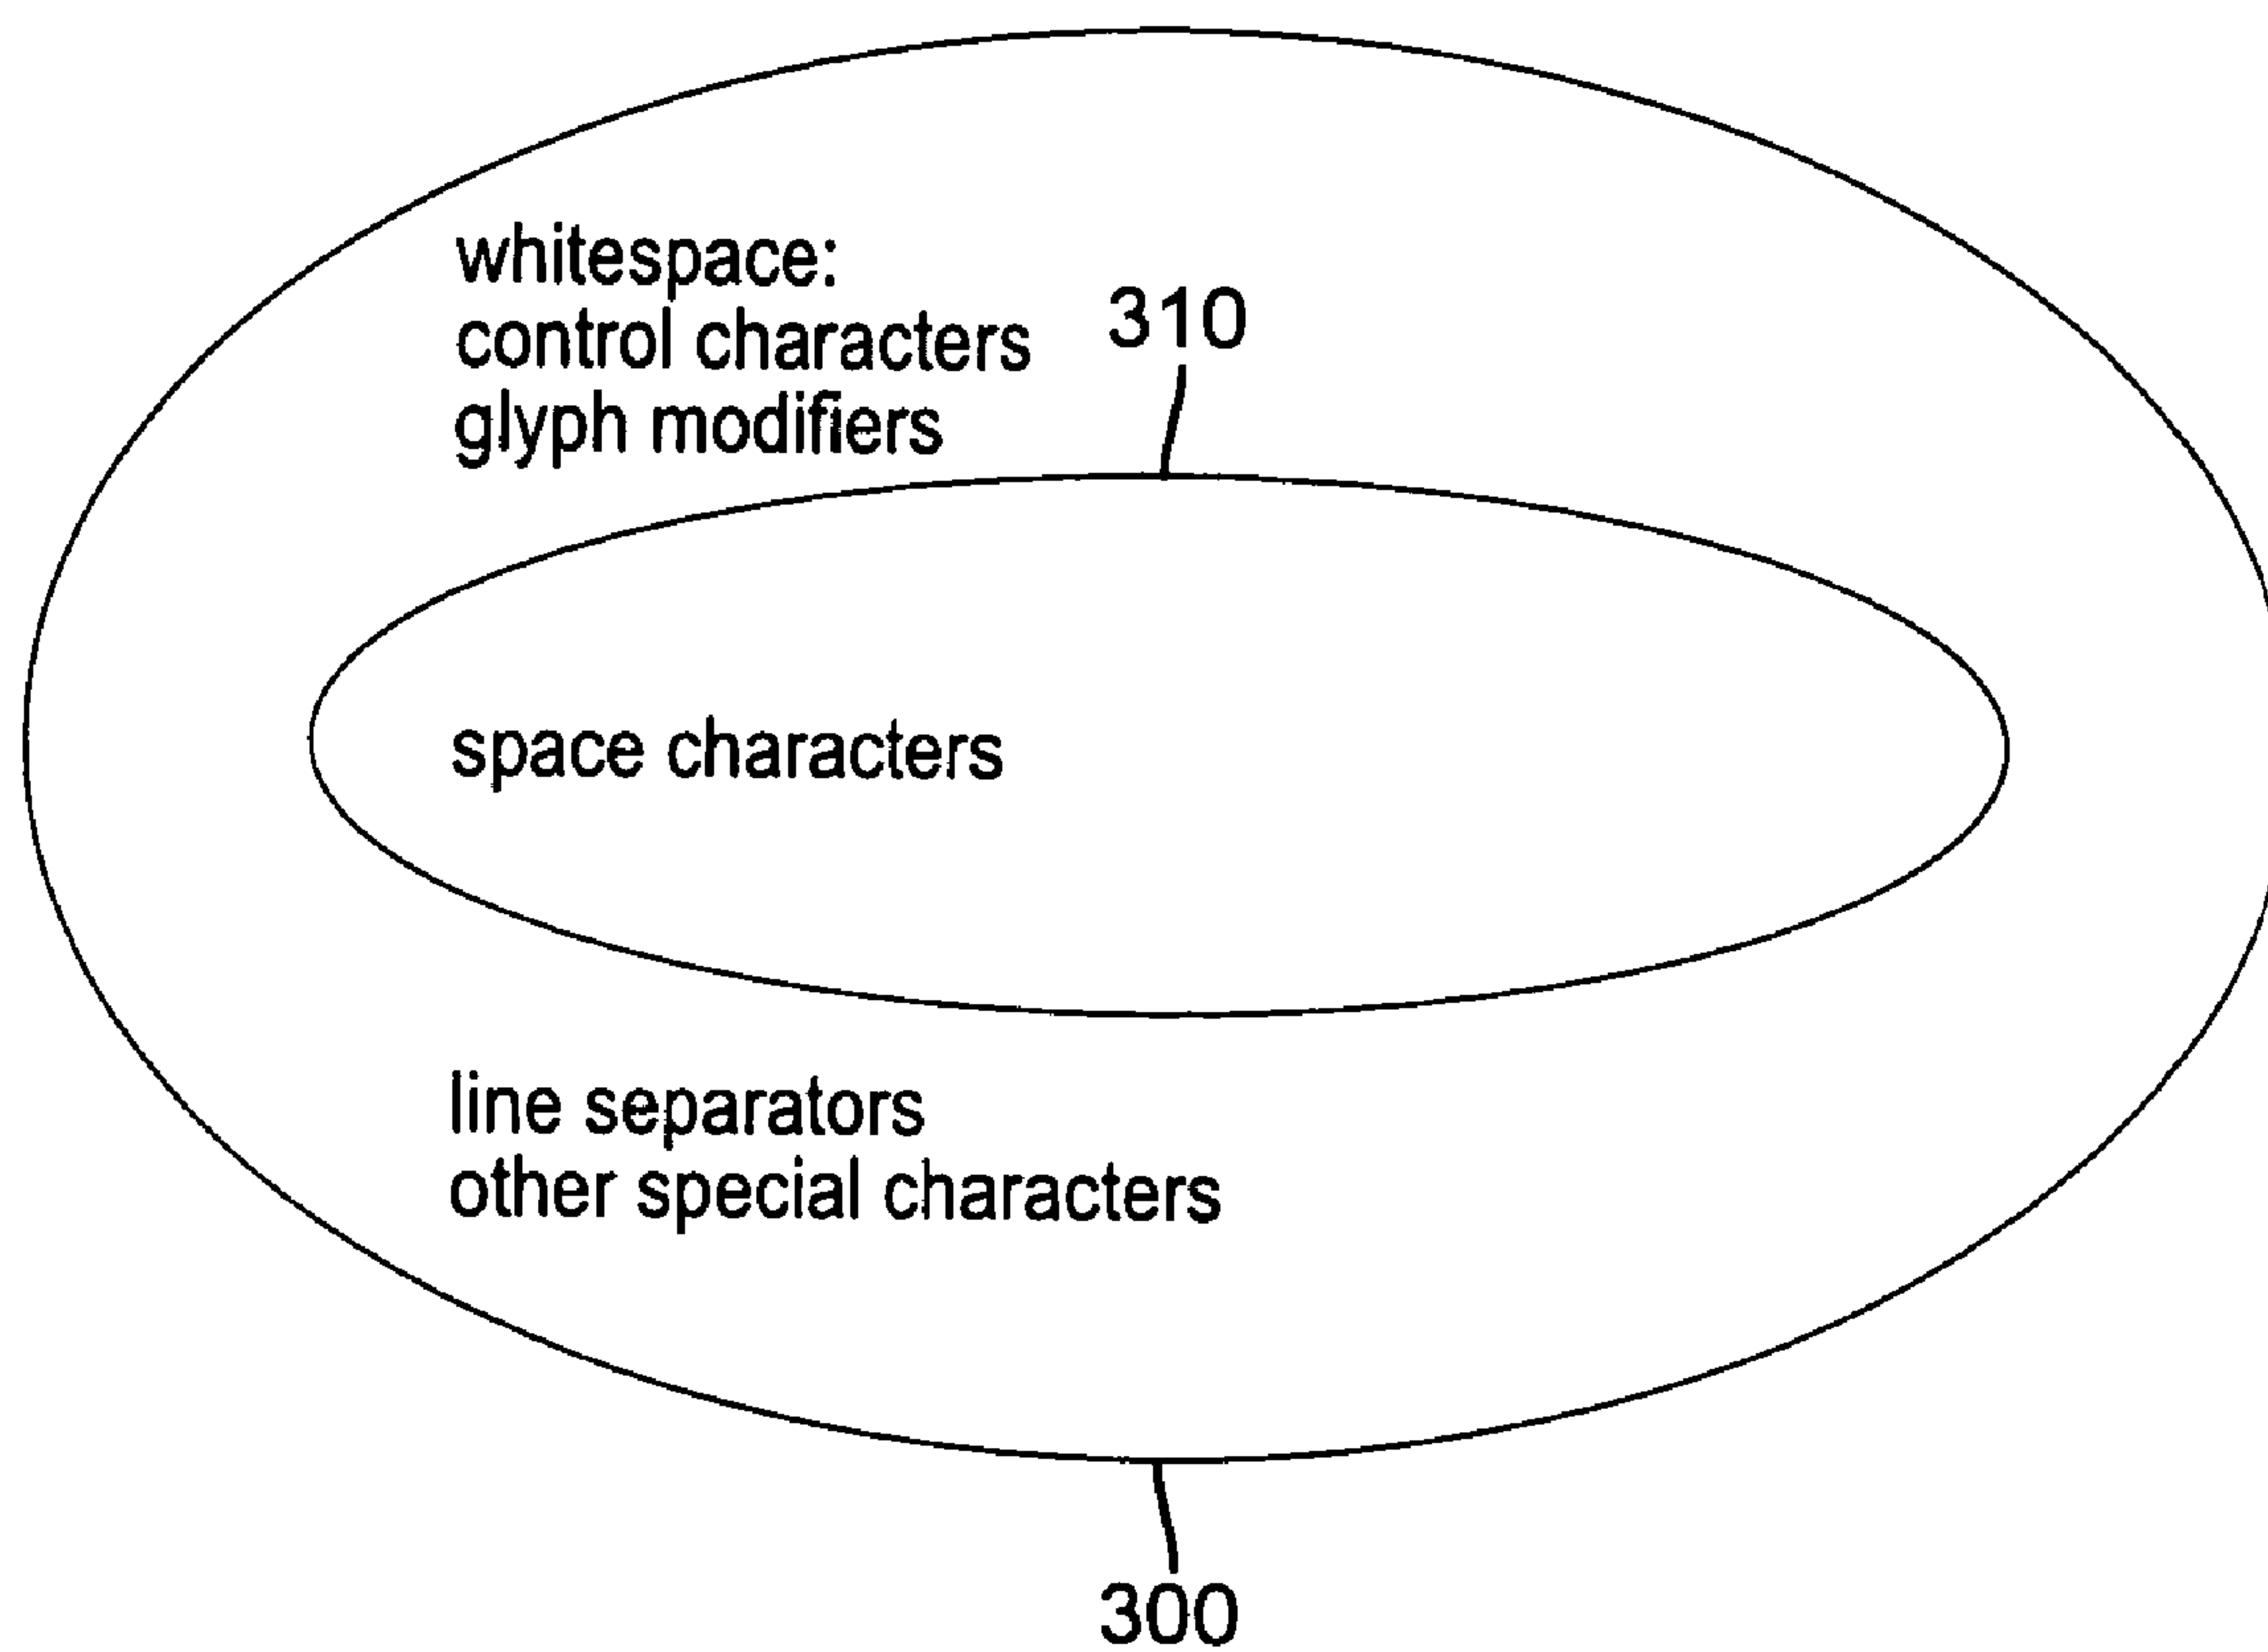 whitespace:
control characters
310
glyph modifiers
space characters
line separators
other special characters
300